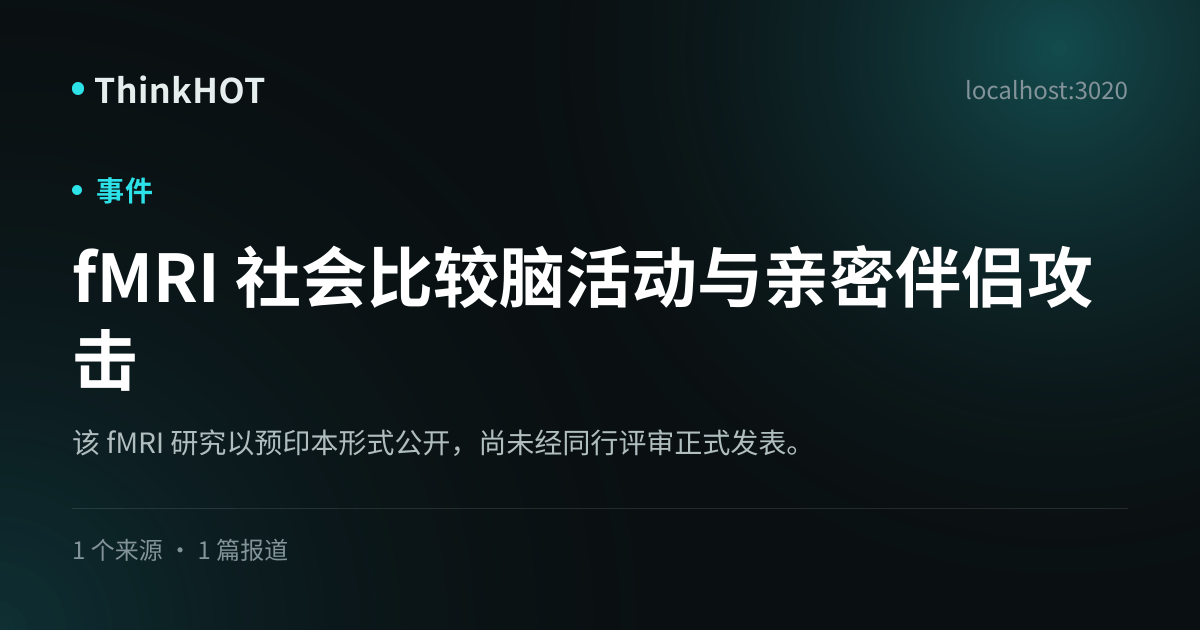 ThinkHOT
localhost:3020
事件
fMRI 社会比较脑活动与亲密伴侣攻
击
该 fMRI 研究以预印本形式公开，尚未经同行评审正式发表。
1 个来源 · 1 篇报道